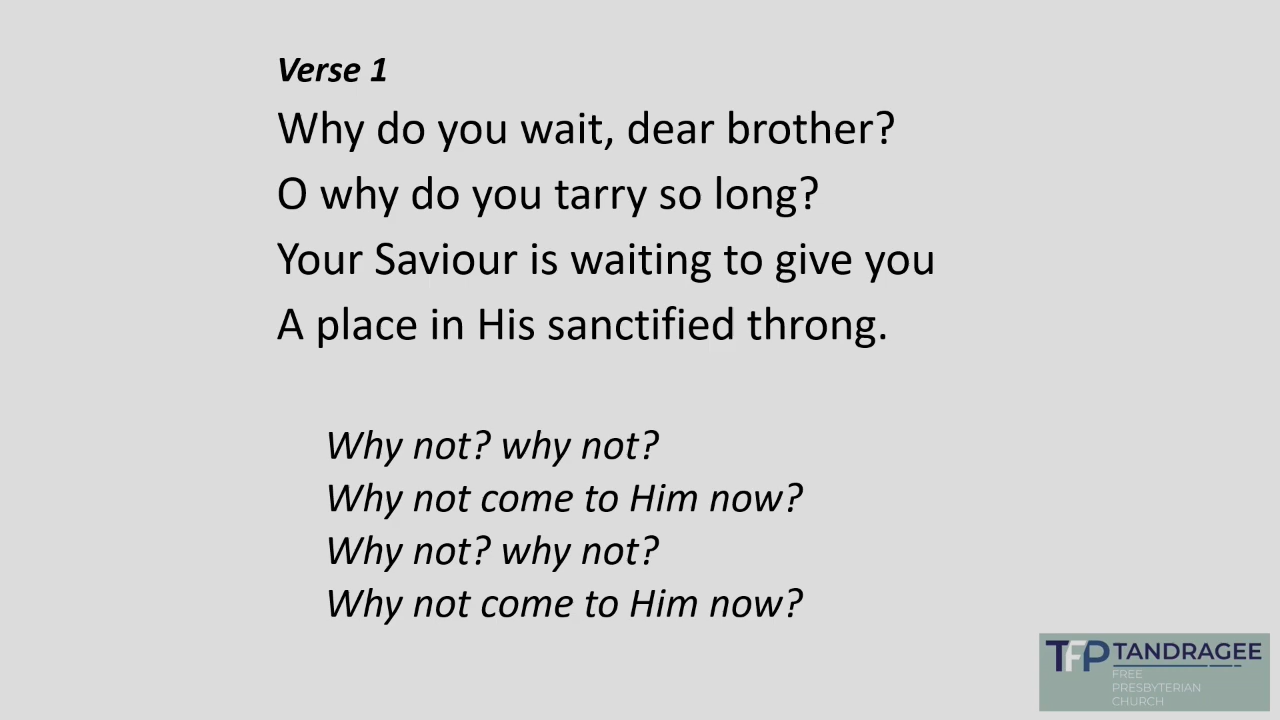 Verse 1
Why do you wait, dear brother?
O why do you tarry so long?
Your Saviour is waiting to give you
A place in His sanctified throng.
Why not? why not?
Why not come to Him now?
Why not? why not?
Why not come to Him now?
TFP TANDRAGEE
FREE
PRESBYTERIAN
CHURCH